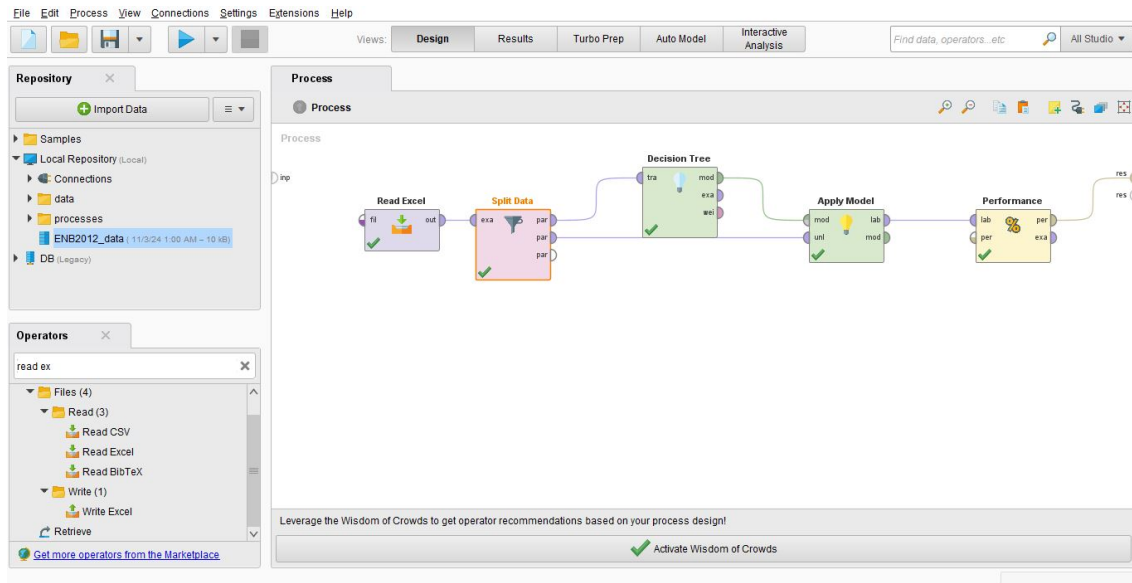 File Edit Process View Connections Settings Extensions Help
Views: Design Results Turbo Prep Auto Model Interactive Analysis
Find data, operators...etc
All Studio
Repository
Import Data
Samples
Local Repository (Local)
Connections
data
processes
ENB2012_data ( 11/3/24 1:00 AM – 10 kB)
DB (Legacy)
Operators
read ex
Files (4)
Read (3)
Read CSV
Read Excel
Read BibTeX
Write (1)
Write Excel
Retrieve
Get more operators from the Marketplace
Process
Process
Process
inp
Read Excel
fil out
Split Data
exa par
par
par
Decision Tree
tra mod
exa
wei
Apply Model
mod lab
unl mod
Performance
lab per
per exa
res
res
Leverage the Wisdom of Crowds to get operator recommendations based on your process design!
Activate Wisdom of Crowds